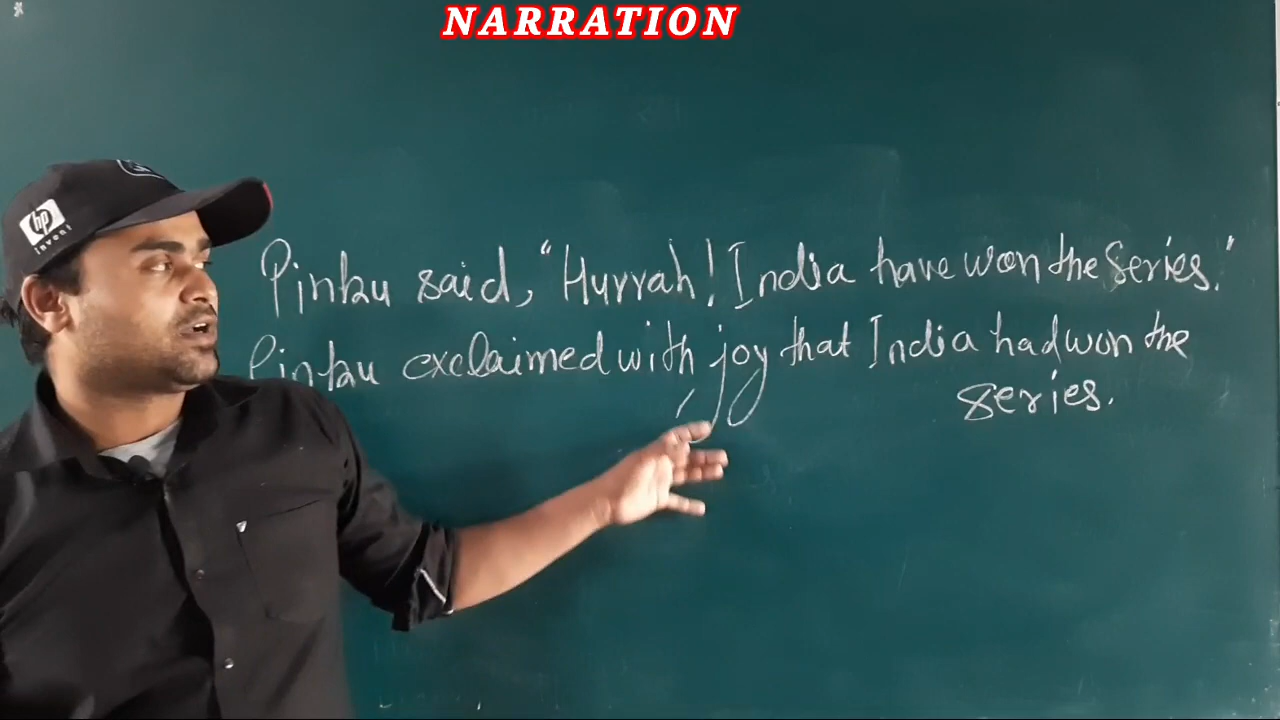 NARRATION
hp
invent
Pinku said, "Hurrah! India have won the Series."
Pinku exclaimed with joy that India had won the
series.